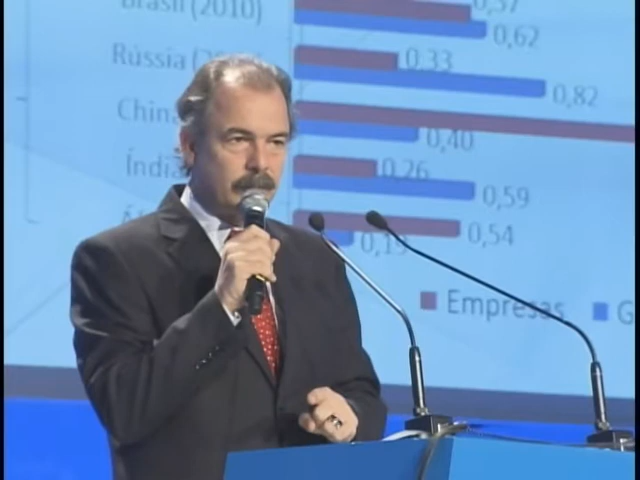 Brasil (2010) 0,57
0,62
Rússia 0,33
0,82
China
0,40
Índia 0,26
0,59
0,54
0,19
Empresas G